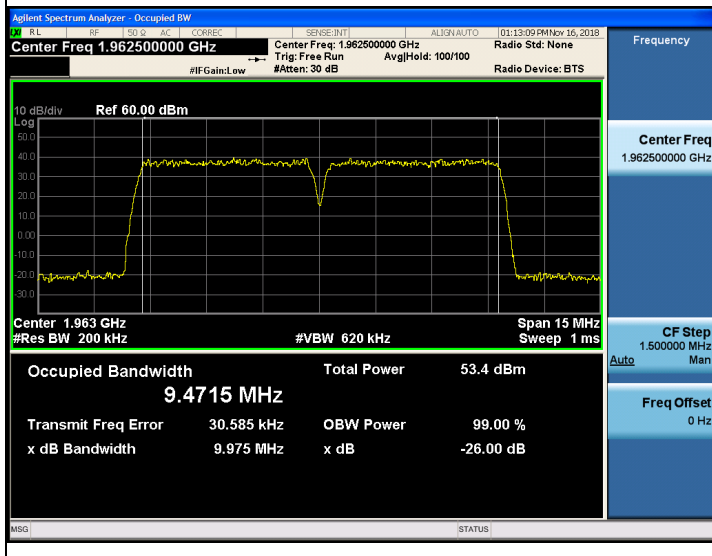 Agilent Spectrum Analyzer - Occupied BW
RL RF 50 Ω AC CORREC SENSE:INT ALIGNAUTO 01:13:09 PM Nov 16, 2018
Center Freq 1.962500000 GHz Center Freq: 1.962500000 GHz Radio Std: None Frequency
Trig: Free Run Avg|Hold: 100/100
#IFGain:Low #Atten: 30 dB Radio Device: BTS
10 dB/div Ref 60.00 dBm
Log
50.0
40.0
30.0
20.0
10.0
0.00
-10.0
-20.0
-30.0
Center Freq
1.962500000 GHz
Center 1.963 GHz Span 15 MHz
#Res BW 200 kHz #VBW 620 kHz Sweep 1 ms
CF Step
1.500000 MHz
Auto Man
Occupied Bandwidth Total Power 53.4 dBm
9.4715 MHz
Transmit Freq Error 30.585 kHz OBW Power 99.00 %
x dB Bandwidth 9.975 MHz x dB -26.00 dB
Freq Offset
0 Hz
MSG STATUS